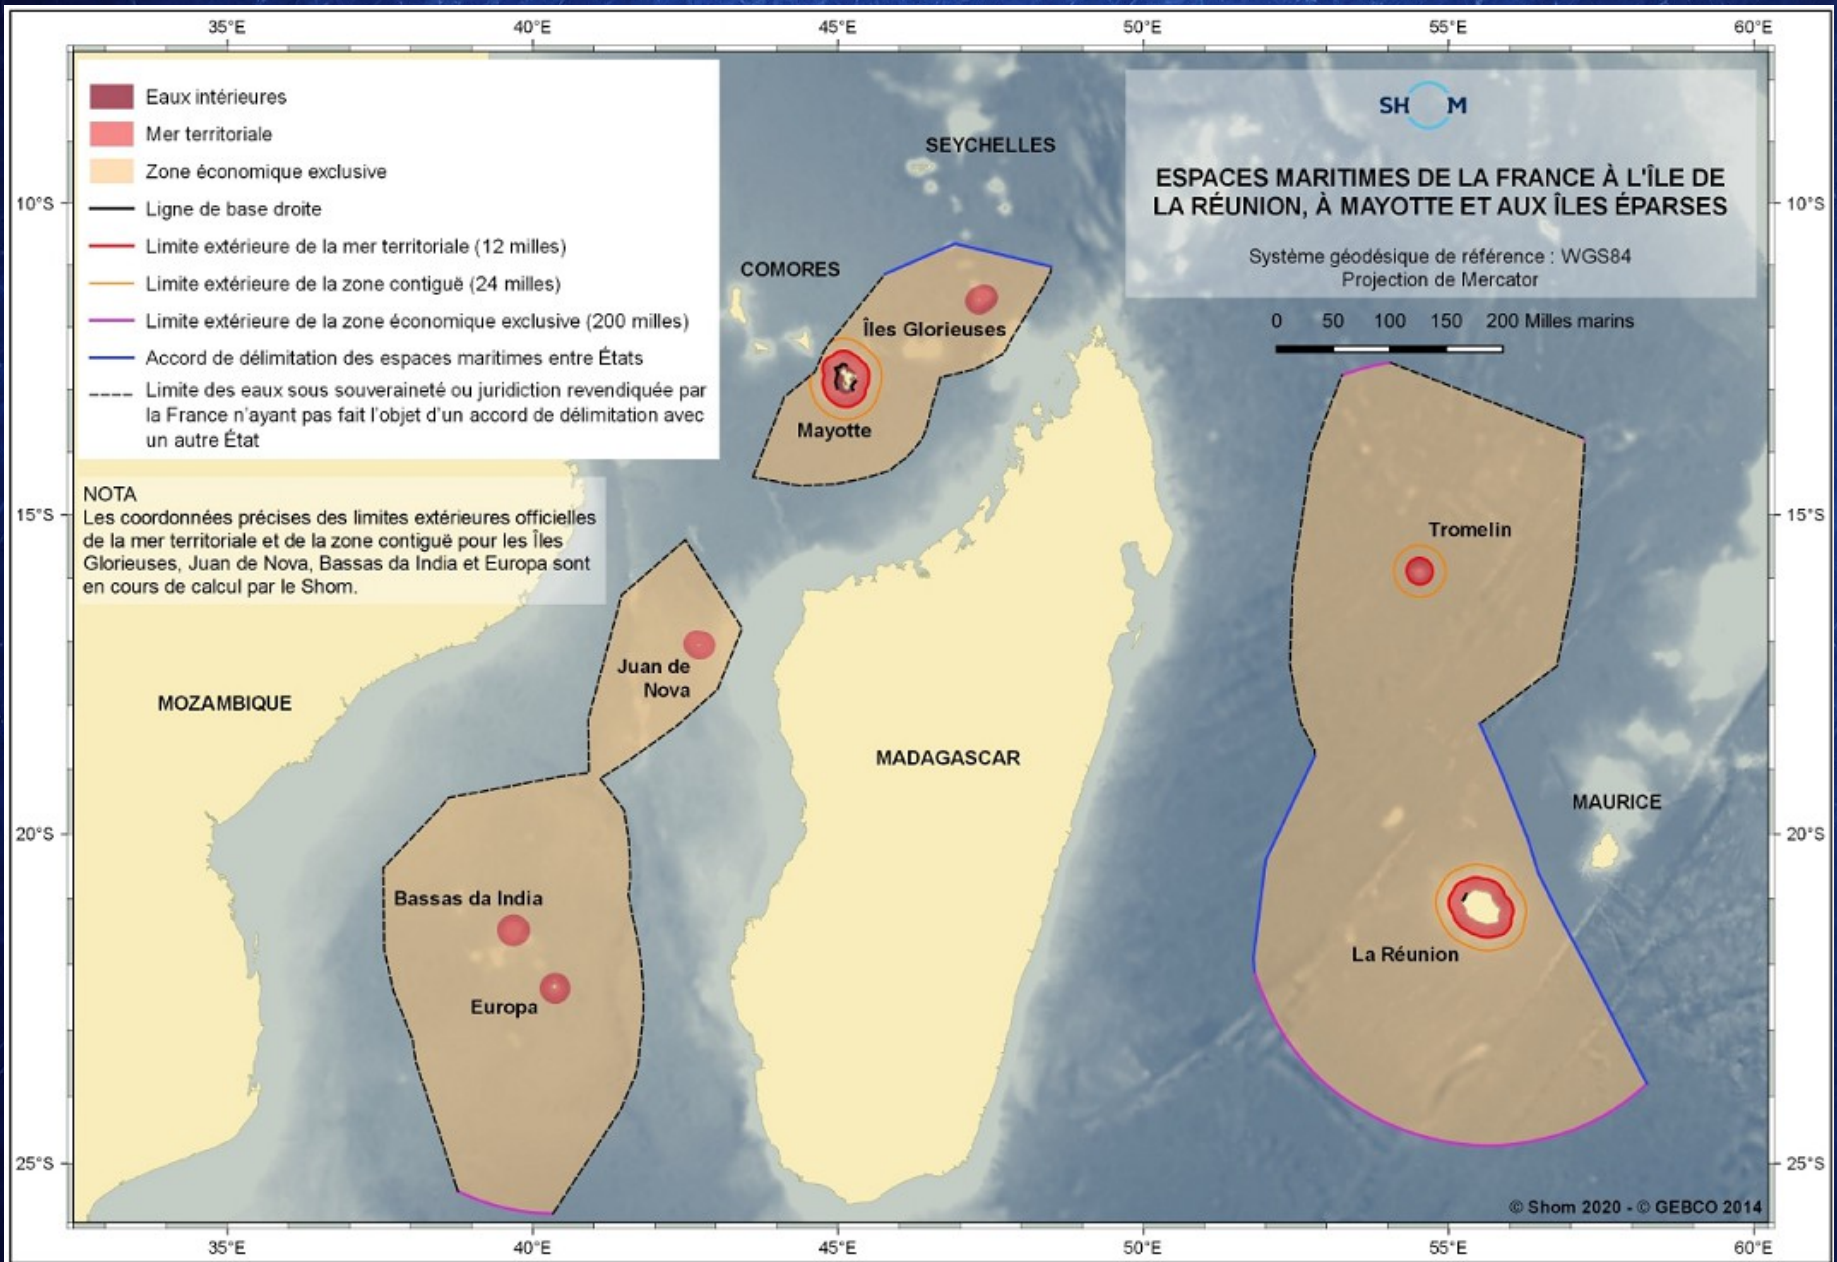 35°E
40°E
45°E
50°E
55°E
60°E
Eaux intérieures
Mer territoriale
Zone économique exclusive
Ligne de base droite
Limite extérieure de la mer territoriale (12 milles)
Limite extérieure de la zone contiguë (24 milles)
Limite extérieure de la zone économique exclusive (200 milles)
Accord de délimitation des espaces maritimes entre États
Limite des eaux sous souveraineté ou juridiction revendiquée par
la France n'ayant pas fait l'objet d'un accord de délimitation avec
un autre État
NOTA
Les coordonnées précises des limites extérieures officielles
de la mer territoriale et de la zone contiguë pour les Îles
Glorieuses, Juan de Nova, Bassas da India et Europa sont
en cours de calcul par le Shom.
SHOM
ESPACES MARITIMES DE LA FRANCE À L'ÎLE DE
LA RÉUNION, À MAYOTTE ET AUX ÎLES ÉPARSES
Système géodésique de référence : WGS84
Projection de Mercator
0 50 100 150 200 Milles marins
SEYCHELLES
COMORES
Îles Glorieuses
Mayotte
Tromelin
Juan de
Nova
MOZAMBIQUE
MADAGASCAR
MAURICE
Bassas da India
Europa
La Réunion
10°S
15°S
20°S
25°S
10°S
15°S
20°S
25°S
© Shom 2020 - © GEBCO 2014
35°E
40°E
45°E
50°E
55°E
60°E